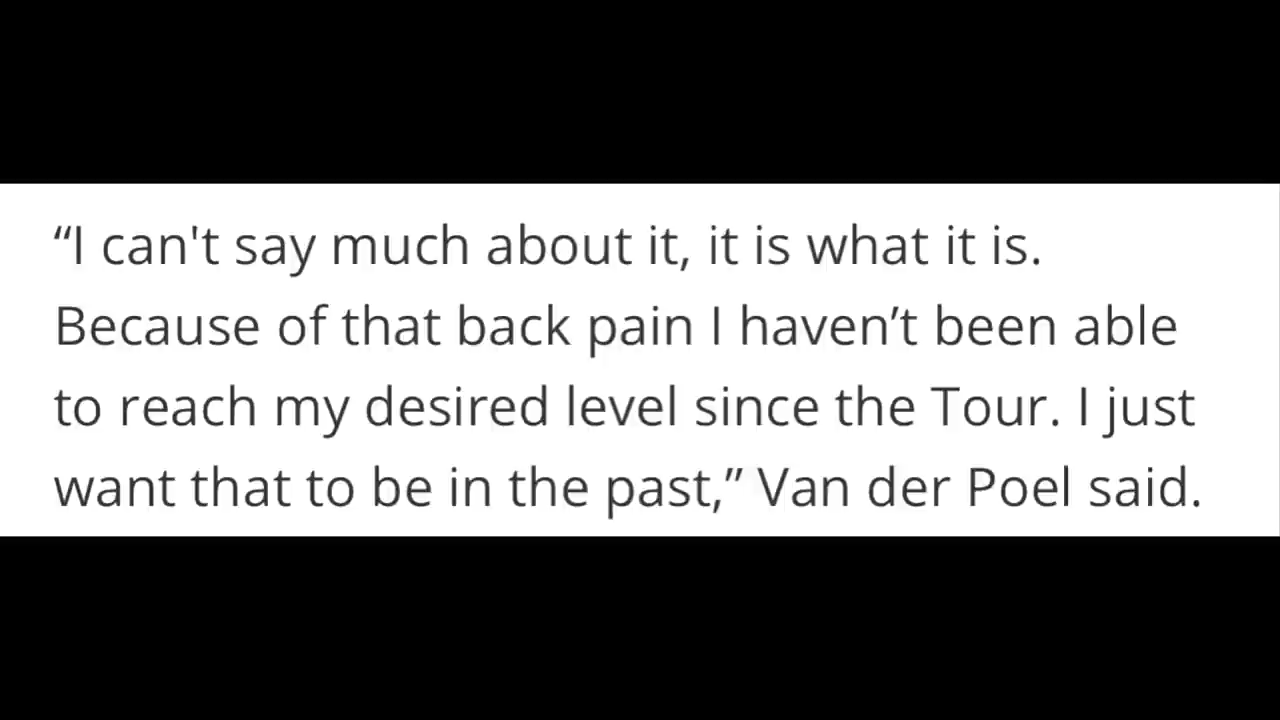 “I can't say much about it, it is what it is.
Because of that back pain I haven’t been able
to reach my desired level since the Tour. I just
want that to be in the past,” Van der Poel said.